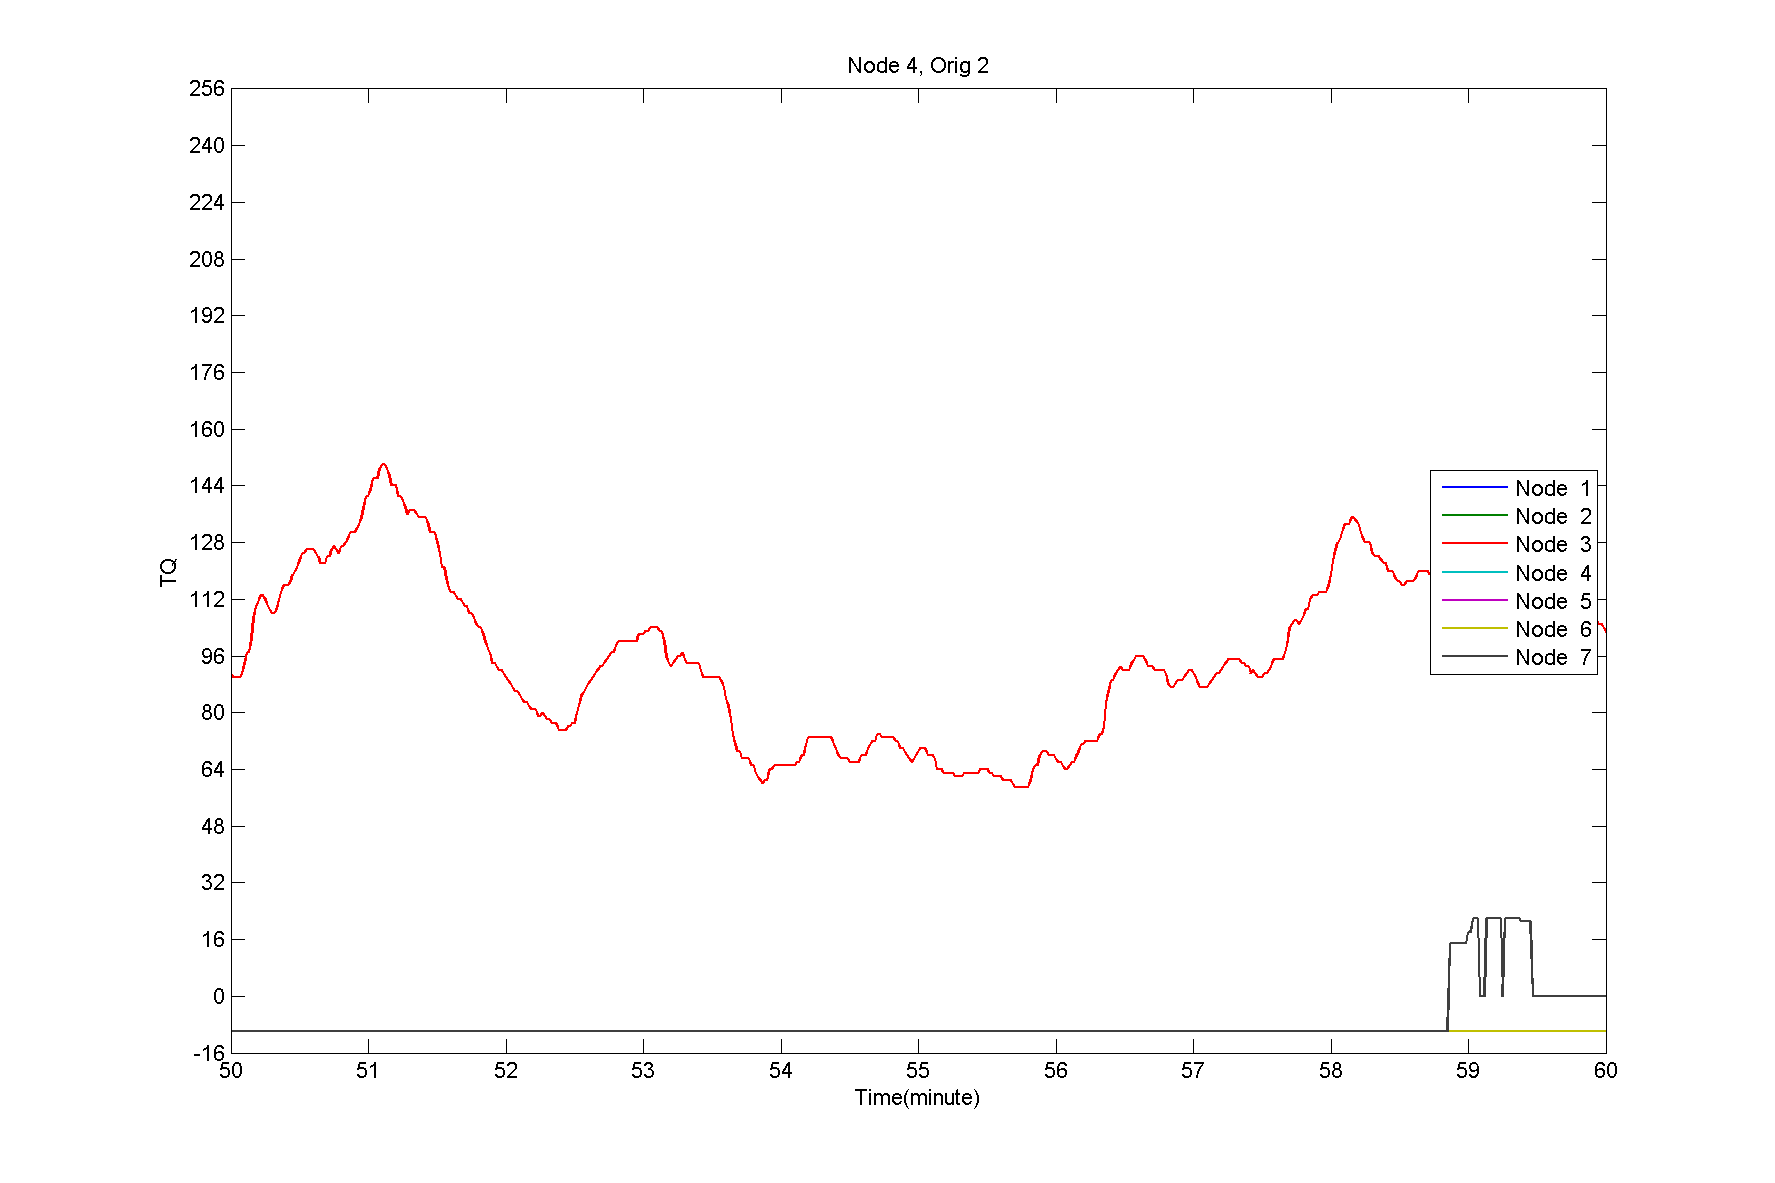 Node 4, Orig 2
256
240
224
208
192
176
160
144
128
112
96
80
64
48
32
16
0
-16
TQ
50 51 52 53 54 55 56 57 58 59 60
Time(minute)
Node 1
Node 2
Node 3
Node 4
Node 5
Node 6
Node 7